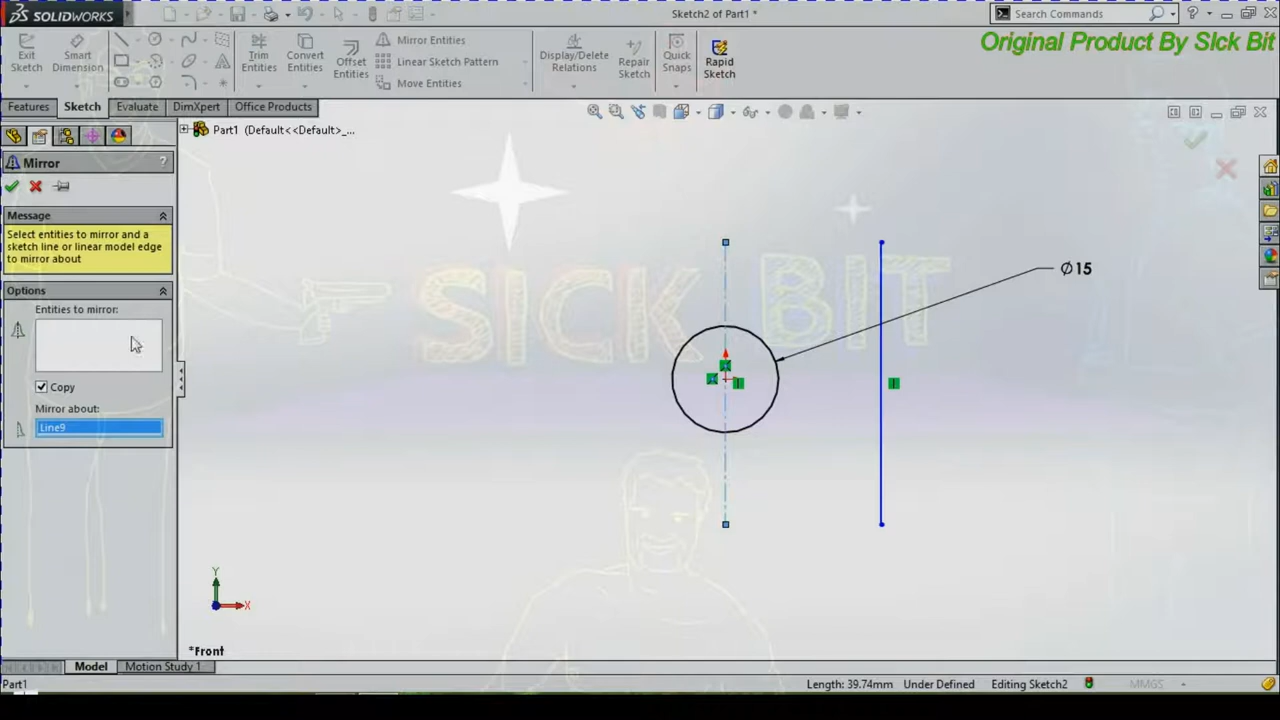 SOLIDWORKS
Sketch2 of Part1 *
Search Commands
Original Product By Sick Bit
Exit Sketch
Smart Dimension
Trim Entities
Convert Entities
Offset Entities
Mirror Entities
Linear Sketch Pattern
Move Entities
Display/Delete Relations
Repair Sketch
Quick Snaps
Rapid Sketch
Features
Sketch
Evaluate
DimXpert
Office Products
Part1 (Default<<Default>_...
Mirror
?
Message
Select entities to mirror and a
sketch line or linear model edge
to mirror about
Options
Entities to mirror:
Copy
Mirror about:
Line9
SICK BIT
Ø15
Y
X
*Front
Model
Motion Study 1
Part1
Length: 39.74mm
Under Defined
Editing Sketch2
MMGS